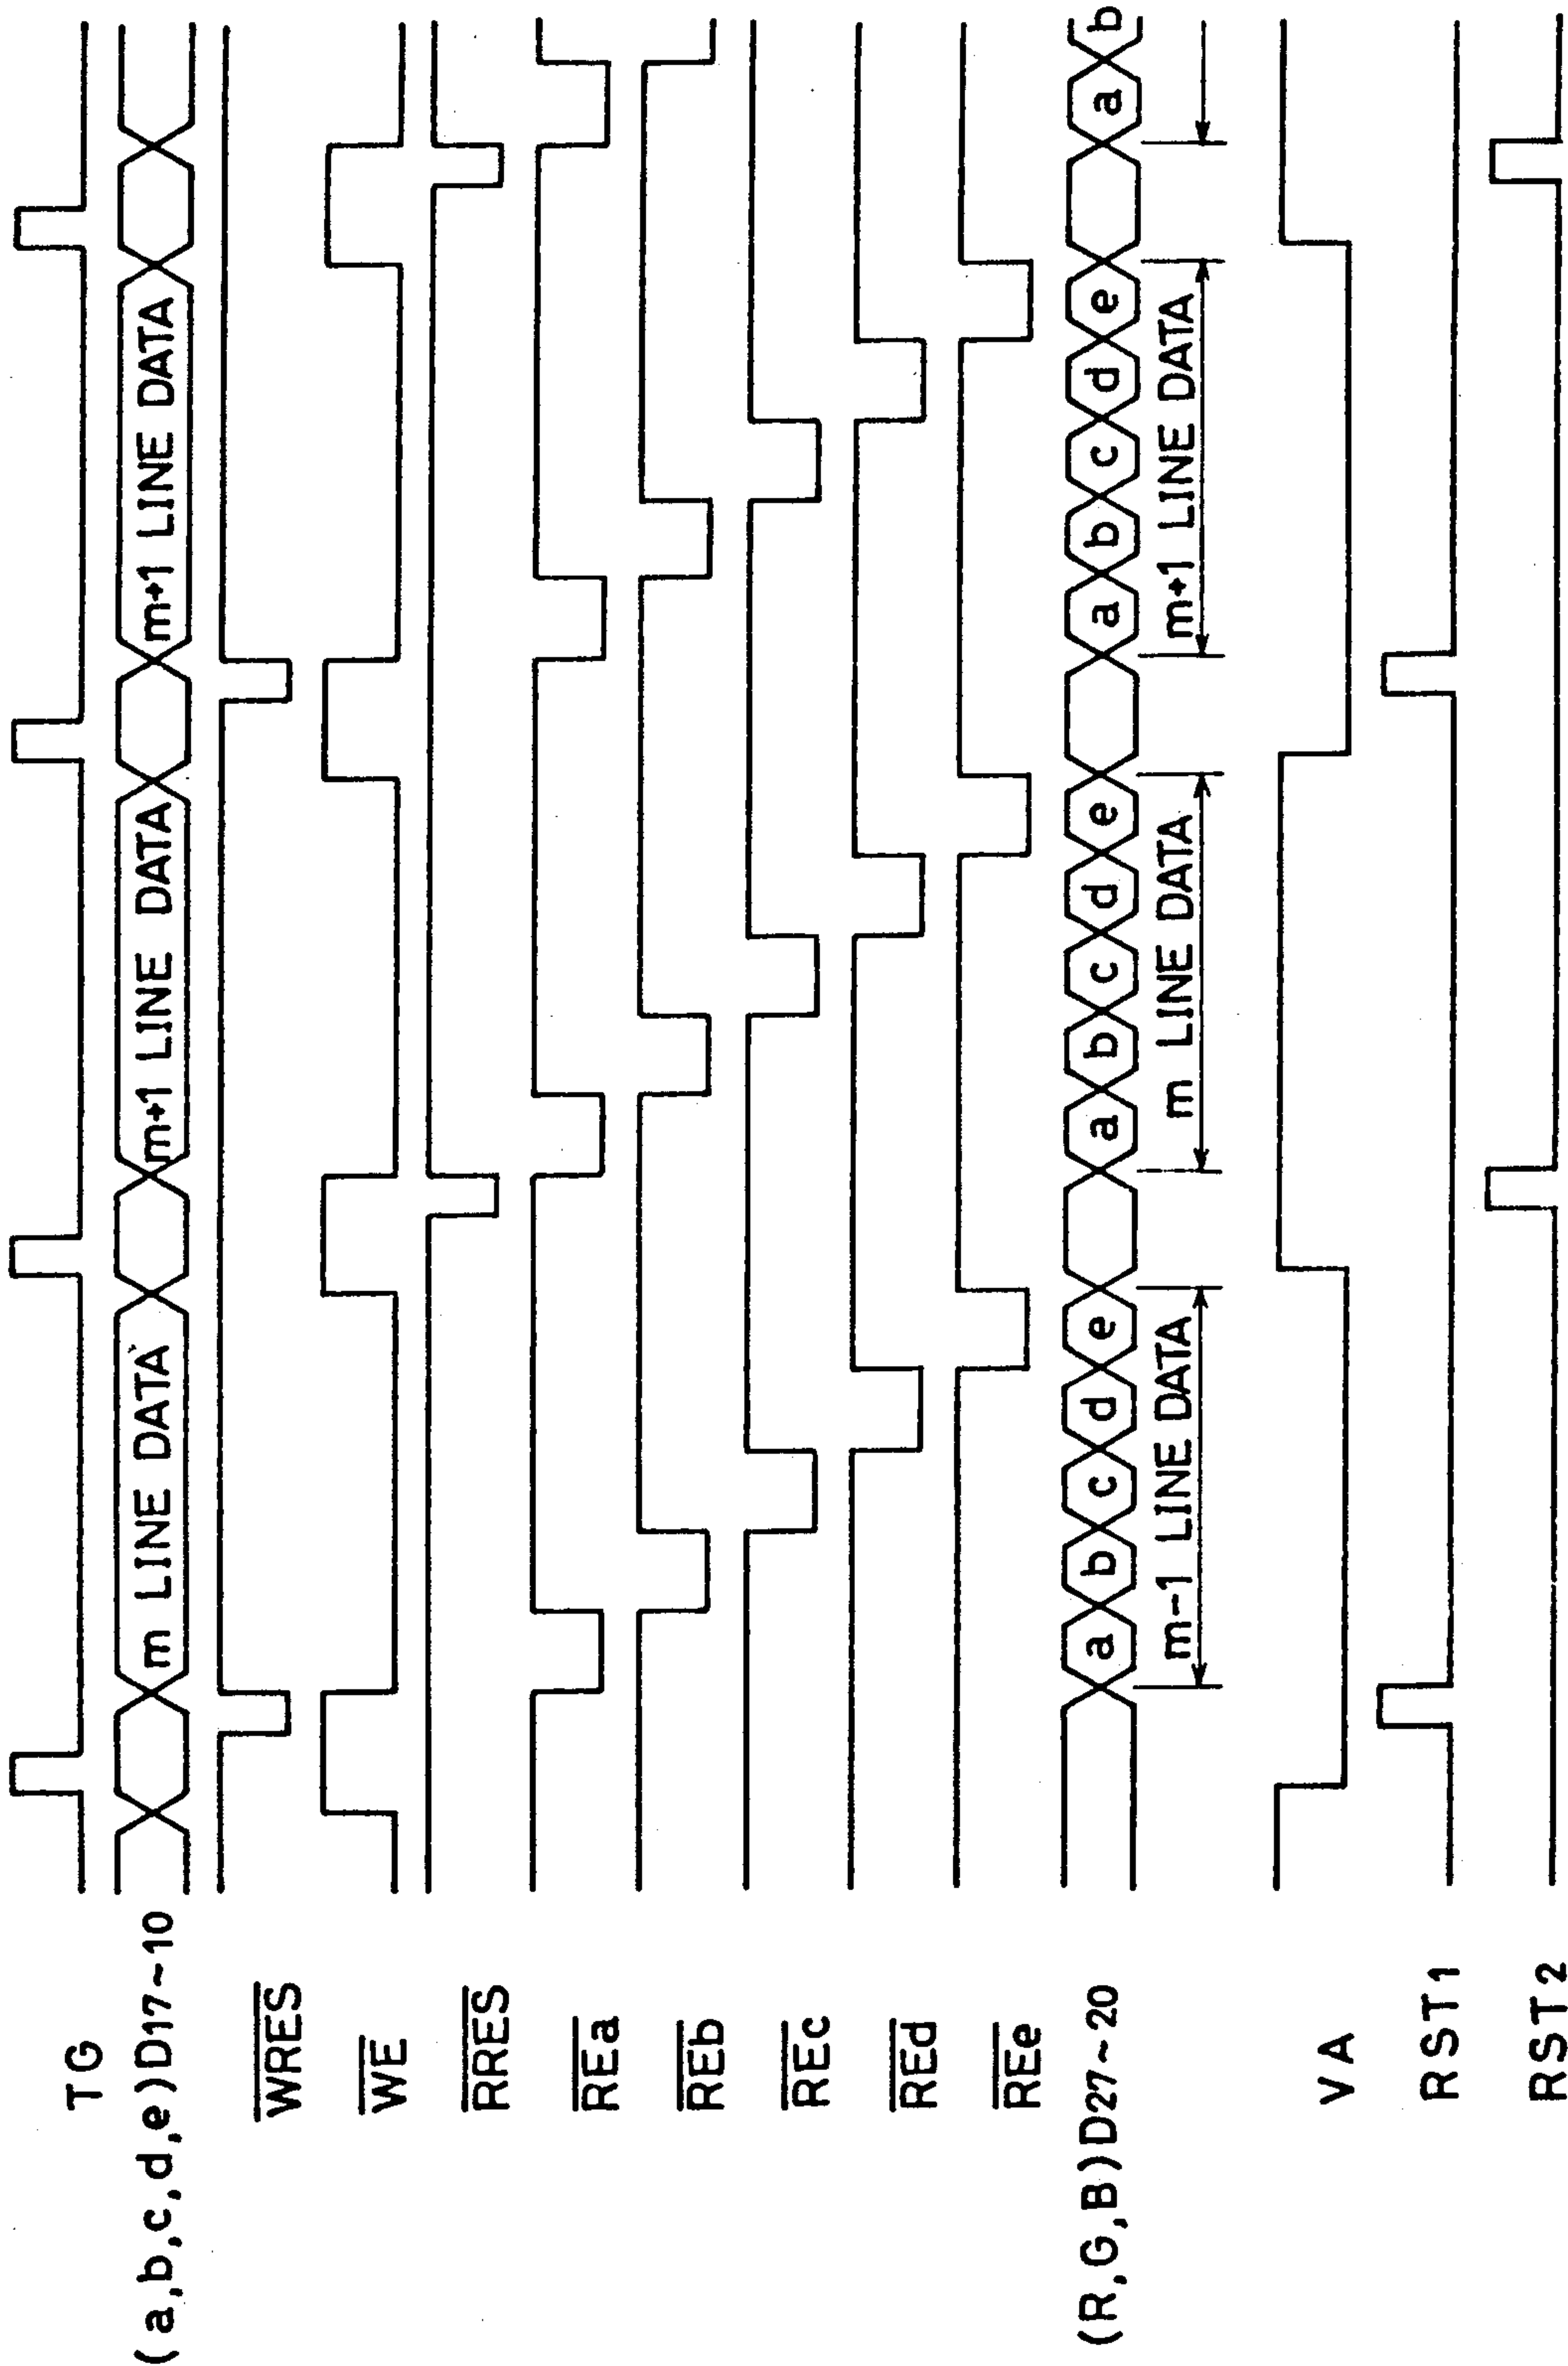 TG
(a,b,c,d,e)D17~10
m LINE DATA
m+1 LINE DATA
m+1 LINE DATA
WRES
WE
RRES
REa
REb
REc
REd
REe
(R,G,B)D27~20
a b c d e a b c d e a b c d e a b
m-1 LINE DATA
m LINE DATA
m+1 LINE DATA
VA
RST1
RST2